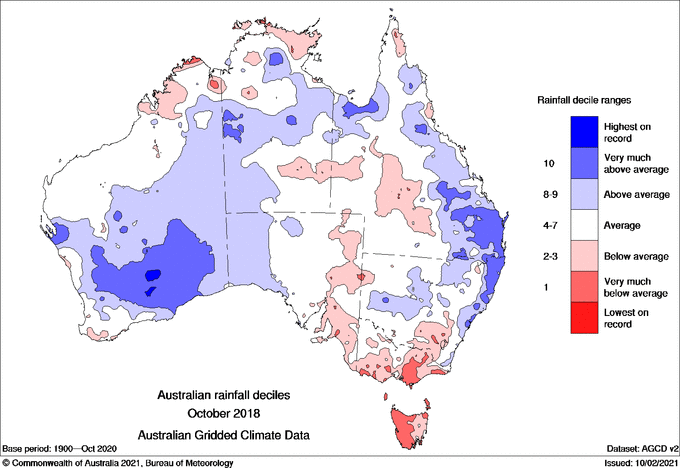 Rainfall decile ranges
Highest on
record
10
Very much
above average
8-9
Above average
4-7
Average
2-3
Below average
1
Very much
below average
Lowest on
record
Australian rainfall deciles
October 2018
Australian Gridded Climate Data
Base period: 1900—Oct 2020
Dataset: AGCD v2
© Commonwealth of Australia 2021, Bureau of Meteorology
Issued: 10/02/2021